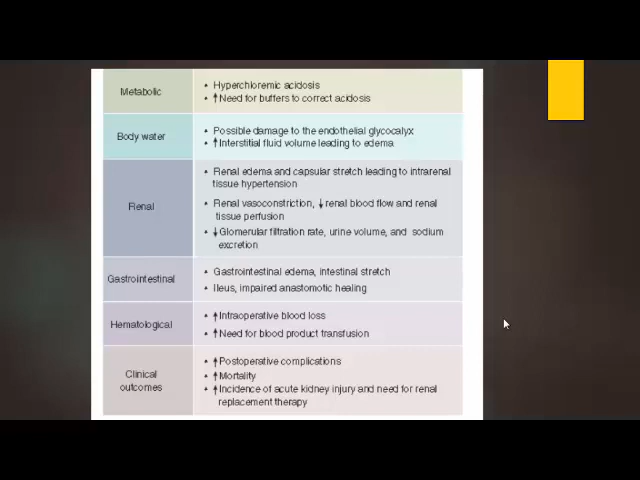 Metabolic
• Hyperchloremic acidosis
• ↑Need for buffers to correct acidosis
Body water
• Possible damage to the endothelial glycocalyx
• ↑Interstitial fluid volume leading to edema
Renal
• Renal edema and capsular stretch leading to intrarenal
tissue hypertension
• Renal vasoconstriction, ↓renal blood flow and renal
tissue perfusion
• ↓Glomerular filtration rate, urine volume, and sodium
excretion
Gastrointestinal
• Gastrointestinal edema, intestinal stretch
• Ileus, impaired anastomotic healing
Hematological
• ↑Intraoperative blood loss
• ↑Need for blood product transfusion
Clinical
outcomes
• ↑Postoperative complications
• ↑Mortality
• ↑Incidence of acute kidney injury and need for renal
replacement therapy